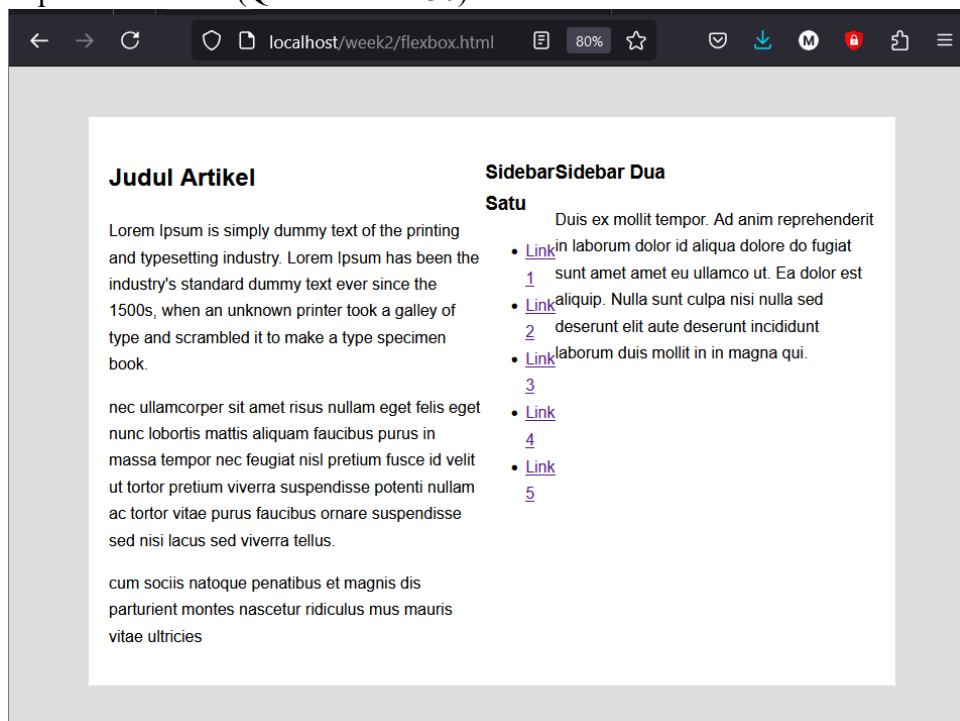 localhost/week2/flexbox.html
80%
M
Judul Artikel
Lorem Ipsum is simply dummy text of the printing
and typesetting industry. Lorem Ipsum has been the
industry's standard dummy text ever since the
1500s, when an unknown printer took a galley of
type and scrambled it to make a type specimen
book.
nec ullamcorper sit amet risus nullam eget felis eget
nunc lobortis mattis aliquam faucibus purus in
massa tempor nec feugiat nisl pretium fusce id velit
ut tortor pretium viverra suspendisse potenti nullam
ac tortor vitae purus faucibus ornare suspendisse
sed nisi lacus sed viverra tellus.
cum sociis natoque penatibus et magnis dis
parturient montes nascetur ridiculus mus mauris
vitae ultricies
Sidebar
Satu
Link
1
Link
2
Link
3
Link
4
Link
5
Sidebar Dua
Duis ex mollit tempor. Ad anim reprehenderit
in laborum dolor id aliqua dolore do fugiat
sunt amet amet eu ullamco ut. Ea dolor est
aliquip. Nulla sunt culpa nisi nulla sed
deserunt elit aute deserunt incididunt
laborum duis mollit in in magna qui.